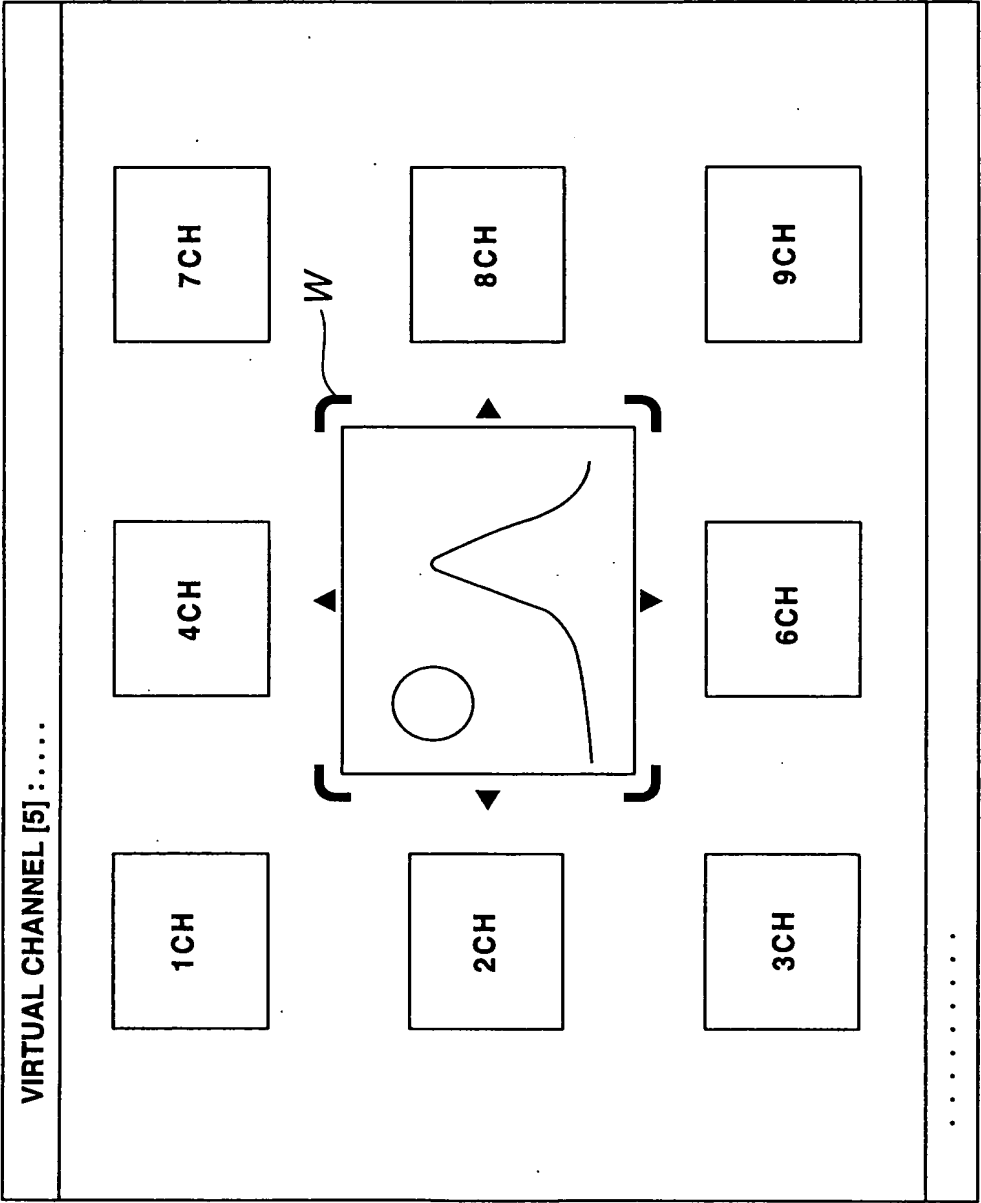 VIRTUAL CHANNEL [5] :....
1CH 4CH 7CH
W
2CH 8CH
3CH 6CH 9CH
.........